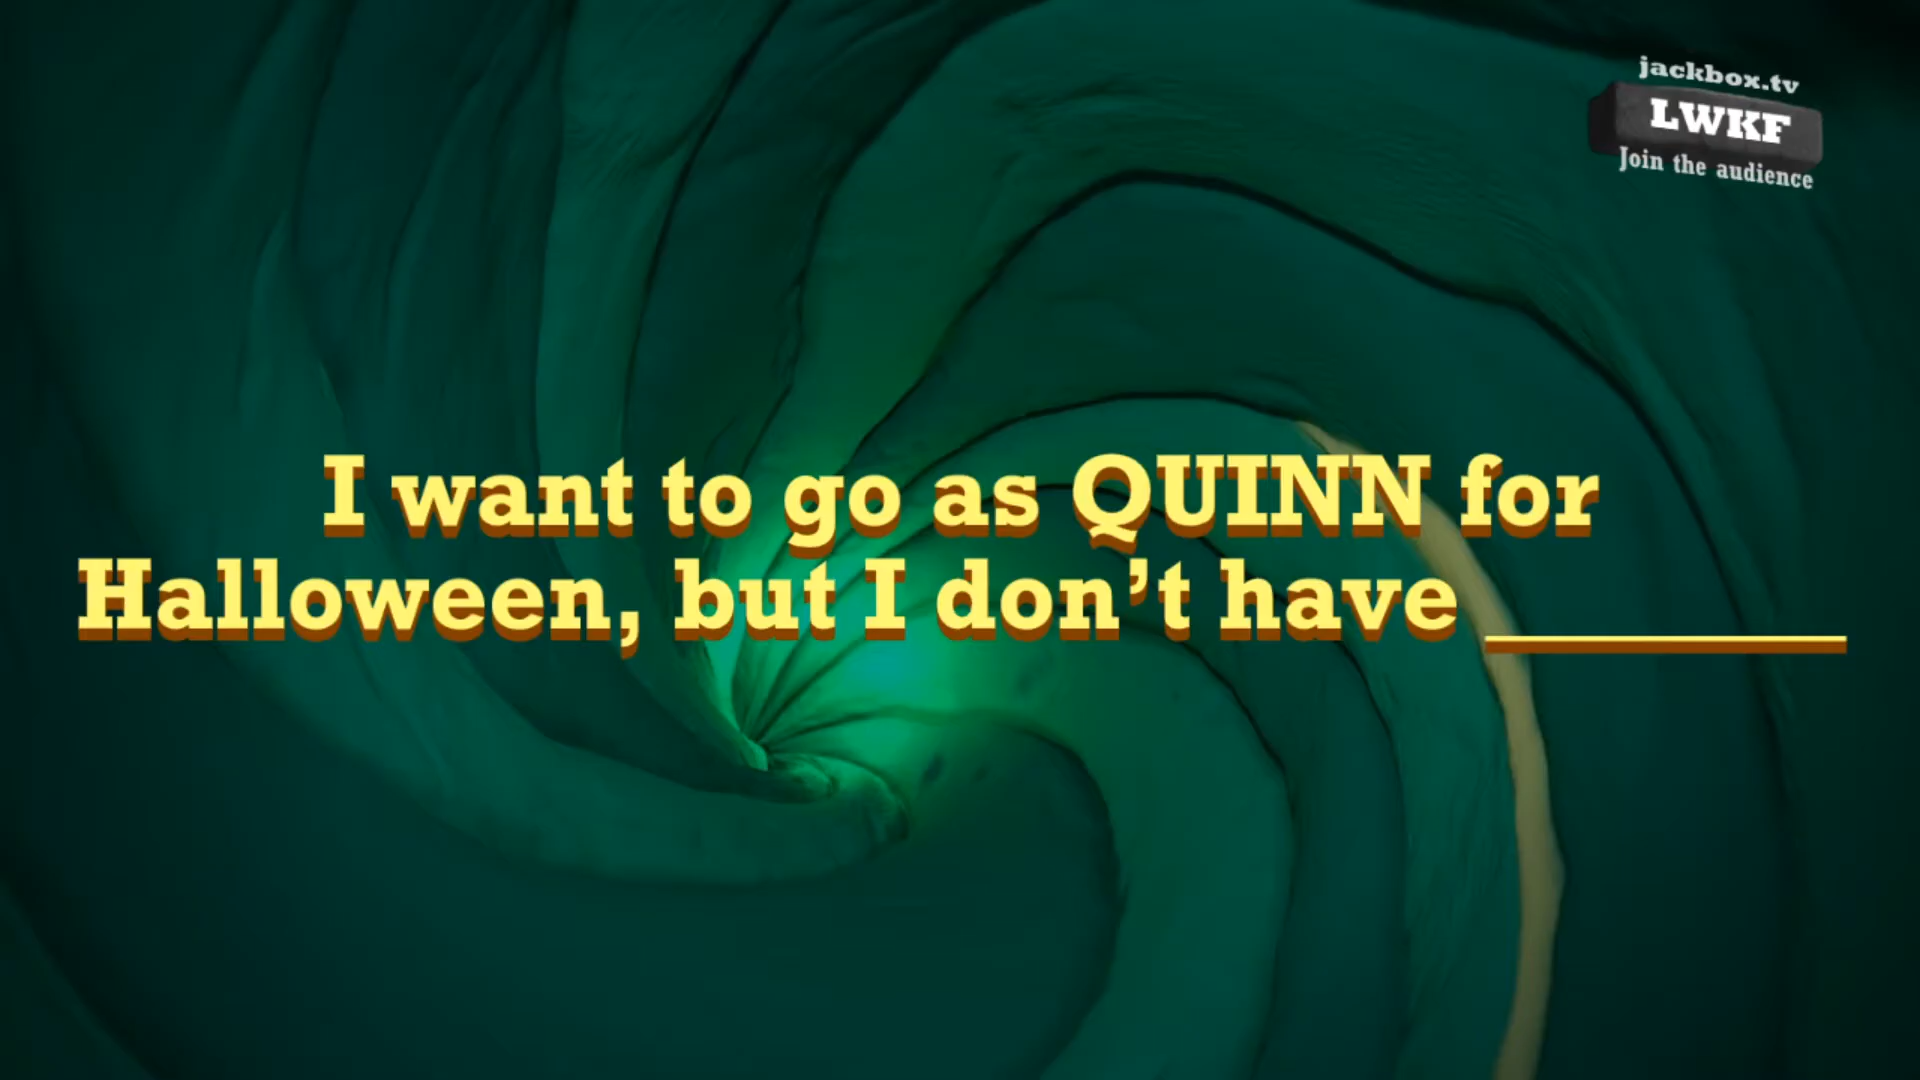 jackbox.tv
LWKF
Join the audience
I want to go as QUINN for
Halloween, but I don’t have ________